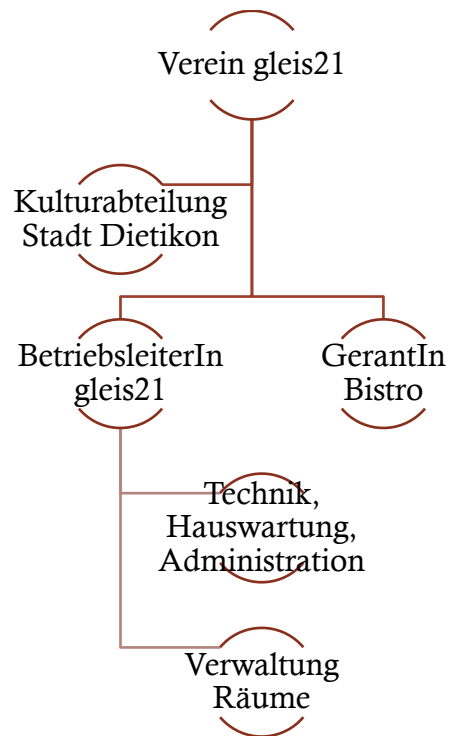 Verein gleis21
Kulturabteilung
Stadt Dietikon
BetriebsleiterIn
gleis21
GerantIn
Bistro
Technik,
Hauswartung,
Administration
Verwaltung
Räume